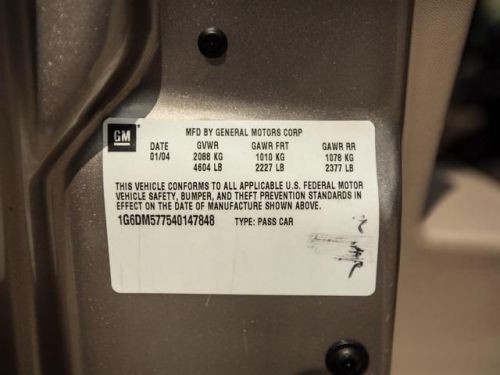 GM
MFD BY GENERAL MOTORS CORP
DATE GVWR GAWR FRT GAWR RR
01/04 2088 KG 1010 KG 1078 KG
4604 LB 2227 LB 2377 LB
THIS VEHICLE CONFORMS TO ALL APPLICABLE U.S. FEDERAL MOTOR
VEHICLE SAFETY, BUMPER, AND THEFT PREVENTION STANDARDS IN
EFFECT ON THE DATE OF MANUFACTURE SHOWN ABOVE.
1G6DM577540147848 TYPE: PASS CAR